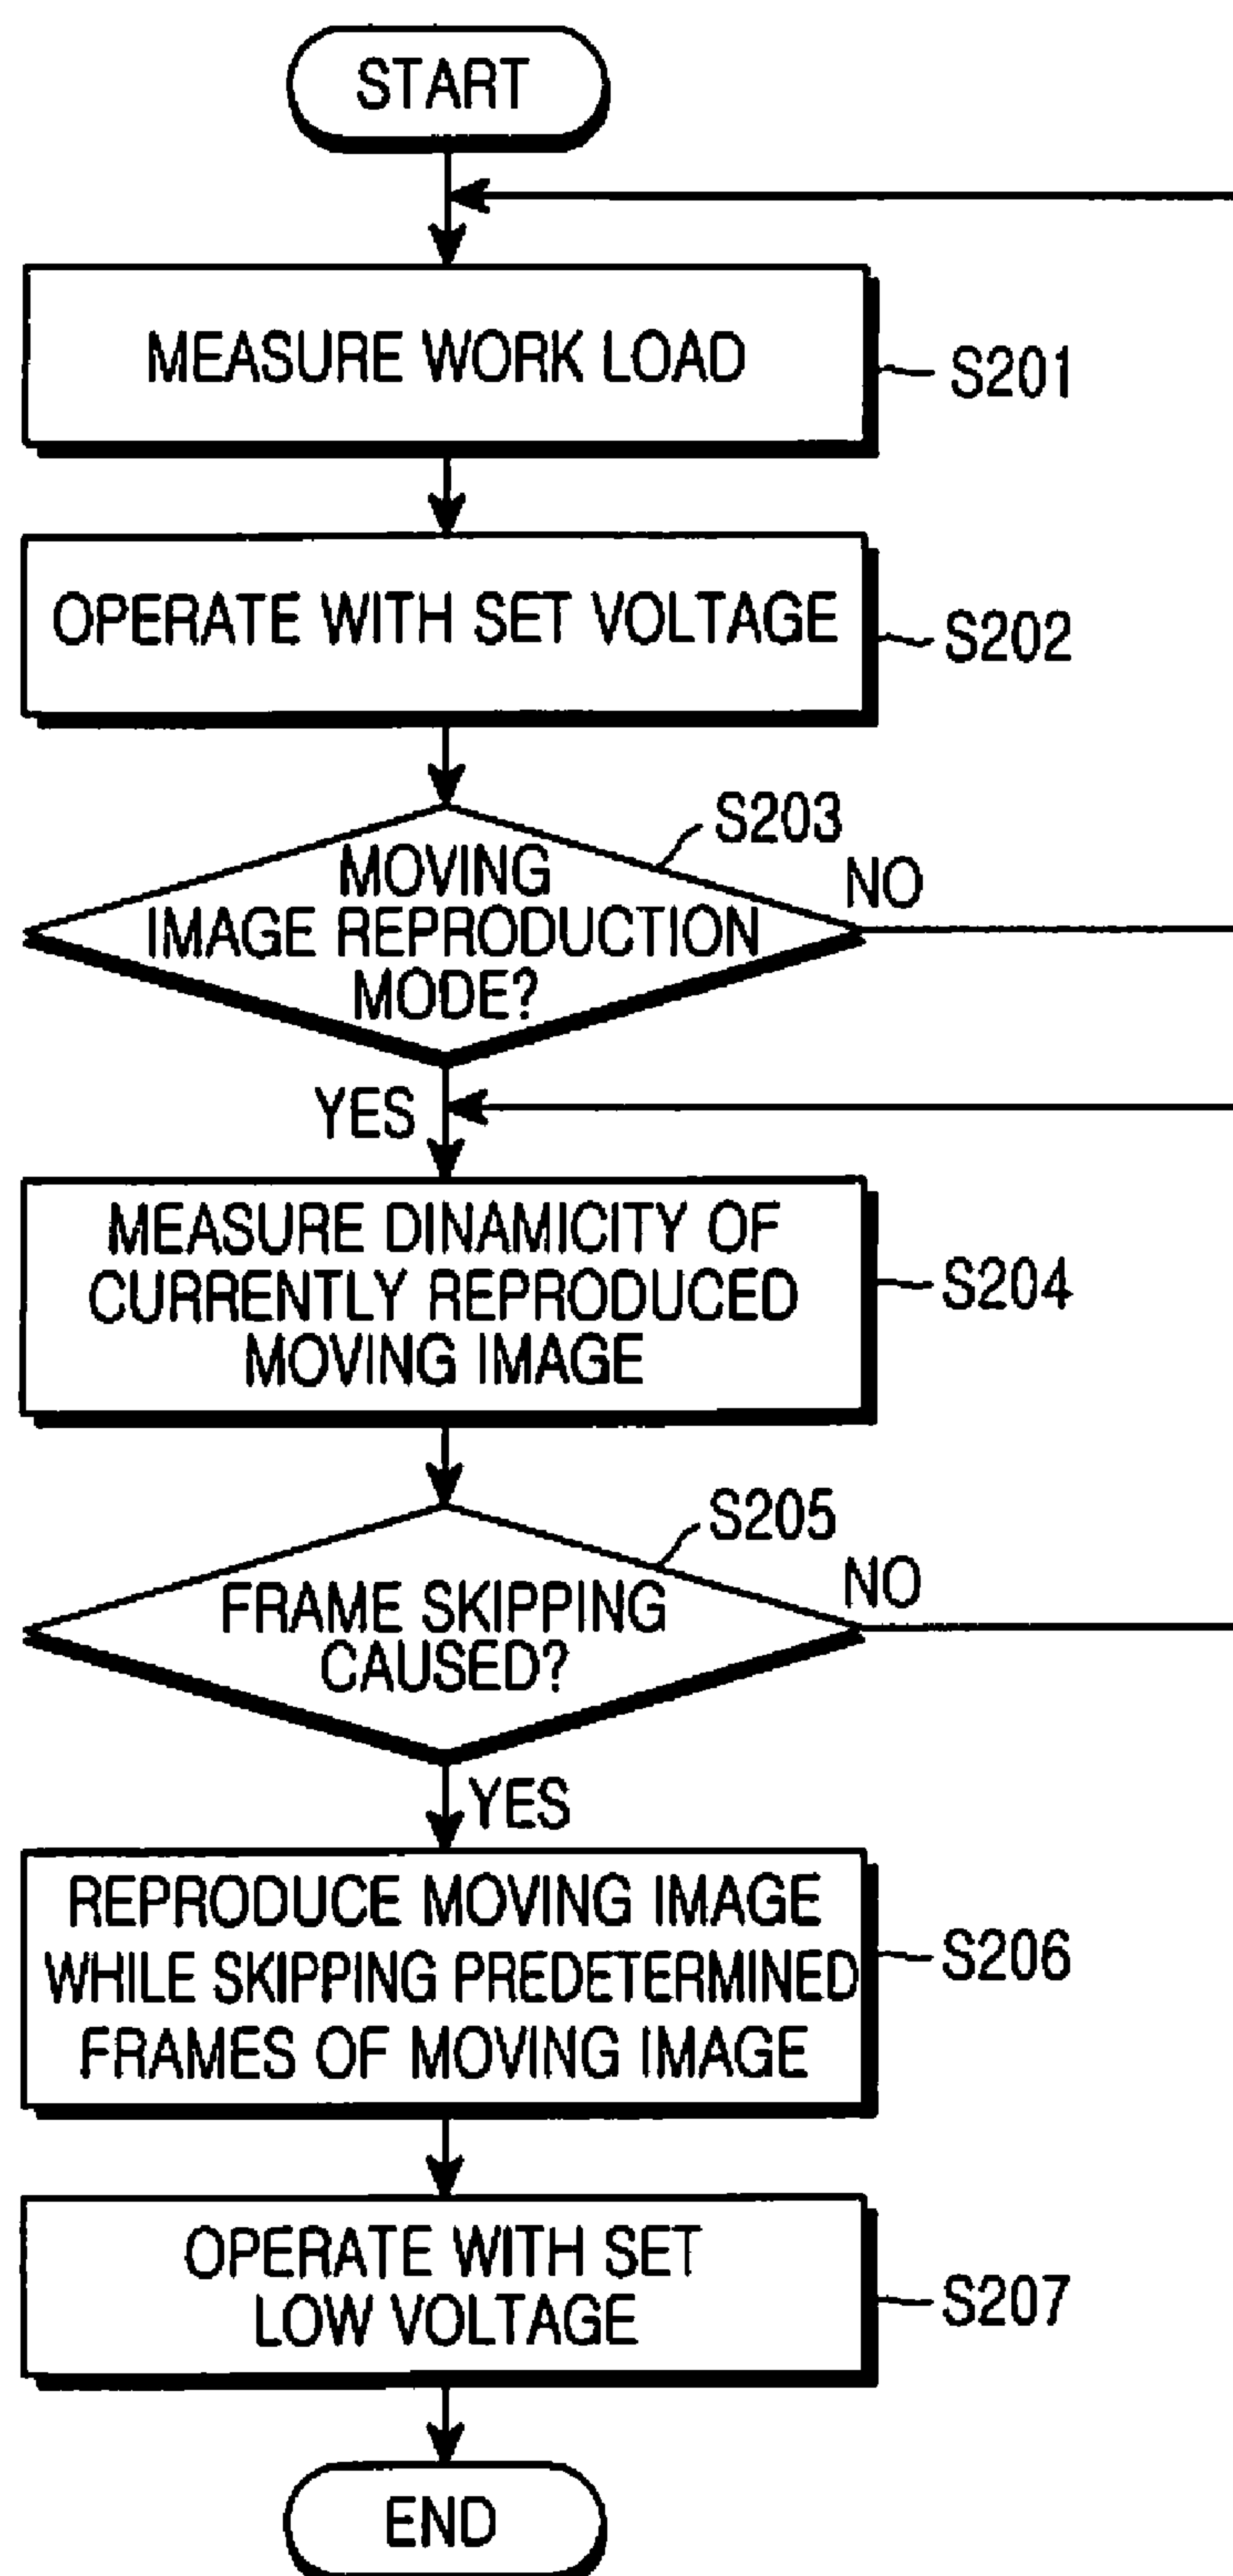 START
MEASURE WORK LOAD
S201
OPERATE WITH SET VOLTAGE
S202
S203
MOVING
IMAGE REPRODUCTION
MODE?
NO
YES
MEASURE DINAMICITY OF
CURRENTLY REPRODUCED
MOVING IMAGE
S204
S205
FRAME SKIPPING
CAUSED?
NO
YES
REPRODUCE MOVING IMAGE
WHILE SKIPPING PREDETERMINED
FRAMES OF MOVING IMAGE
S206
OPERATE WITH SET
LOW VOLTAGE
S207
END